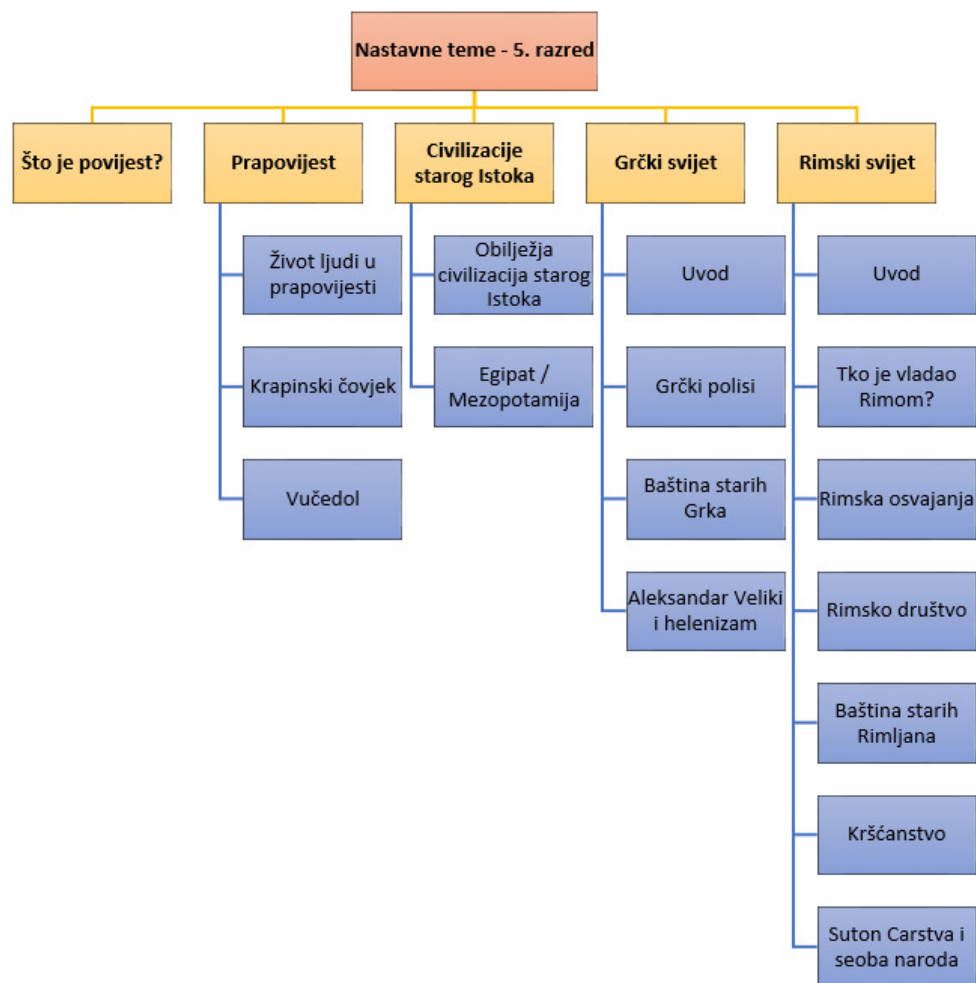 Nastavne teme - 5. razred
Što je povijest?
Prapovijest
Život ljudi u
prapovijesti
Krapinski čovjek
Vučedol
Civilizacije
starog Istoka
Obilježja
civilizacija starog
Istoka
Egipat /
Mezopotamija
Grčki svijet
Uvod
Grčki polisi
Baština starih
Grka
Aleksandar Veliki
i helenizam
Rimski svijet
Uvod
Tko je vladao
Rimom?
Rimska osvajanja
Rimsko društvo
Baština starih
Rimljana
Kršćanstvo
Suton Carstva i
seoba naroda